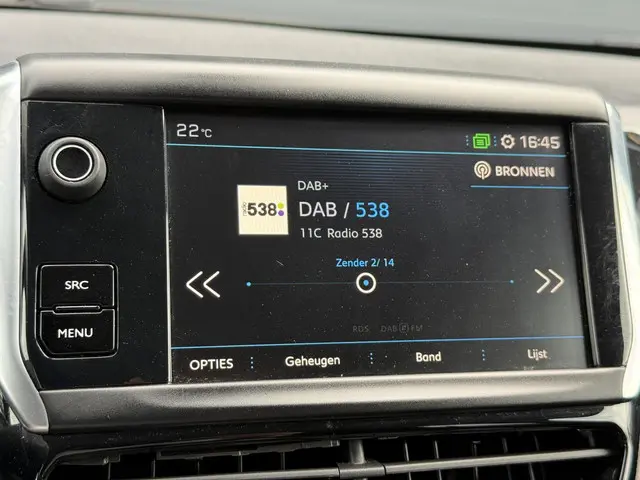 22°C
16:45
BRONNEN
DAB+
radio 538
DAB / 538
11C Radio 538
Zender 2/ 14
SRC
MENU
RDS DAB FM
OPTIES Geheugen Band Lijst